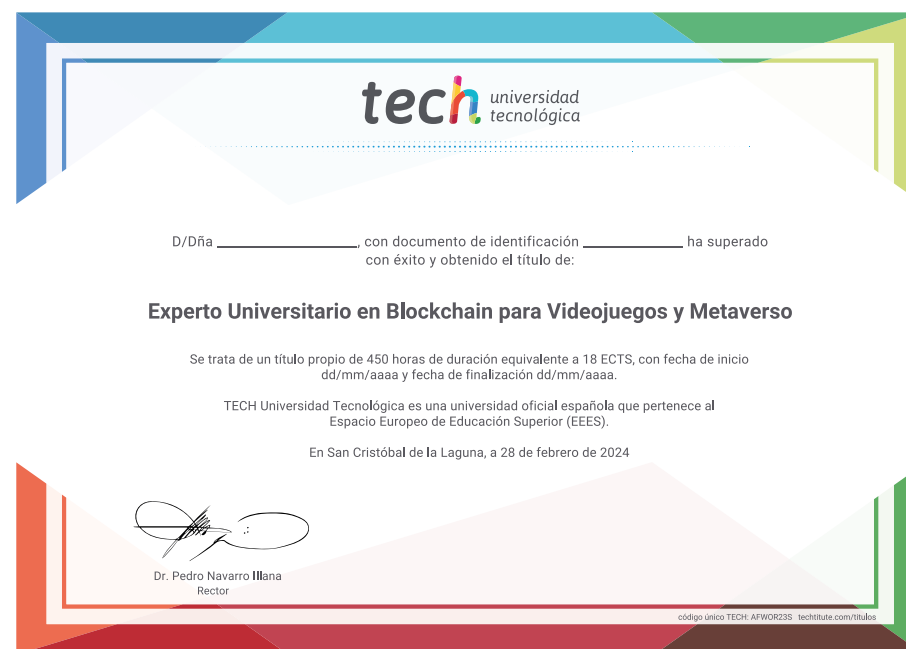 tech universidad
tecnológica
D/Dña ________________, con documento de identificación ____________ ha superado
con éxito y obtenido el título de:
Experto Universitario en Blockchain para Videojuegos y Metaverso
Se trata de un título propio de 450 horas de duración equivalente a 18 ECTS, con fecha de inicio
dd/mm/aaaa y fecha de finalización dd/mm/aaaa.
TECH Universidad Tecnológica es una universidad oficial española que pertenece al
Espacio Europeo de Educación Superior (EEES).
En San Cristóbal de la Laguna, a 28 de febrero de 2024
Dr. Pedro Navarro Illana
Rector
código único TECH: AFWOR23S techtitute.com/titulos